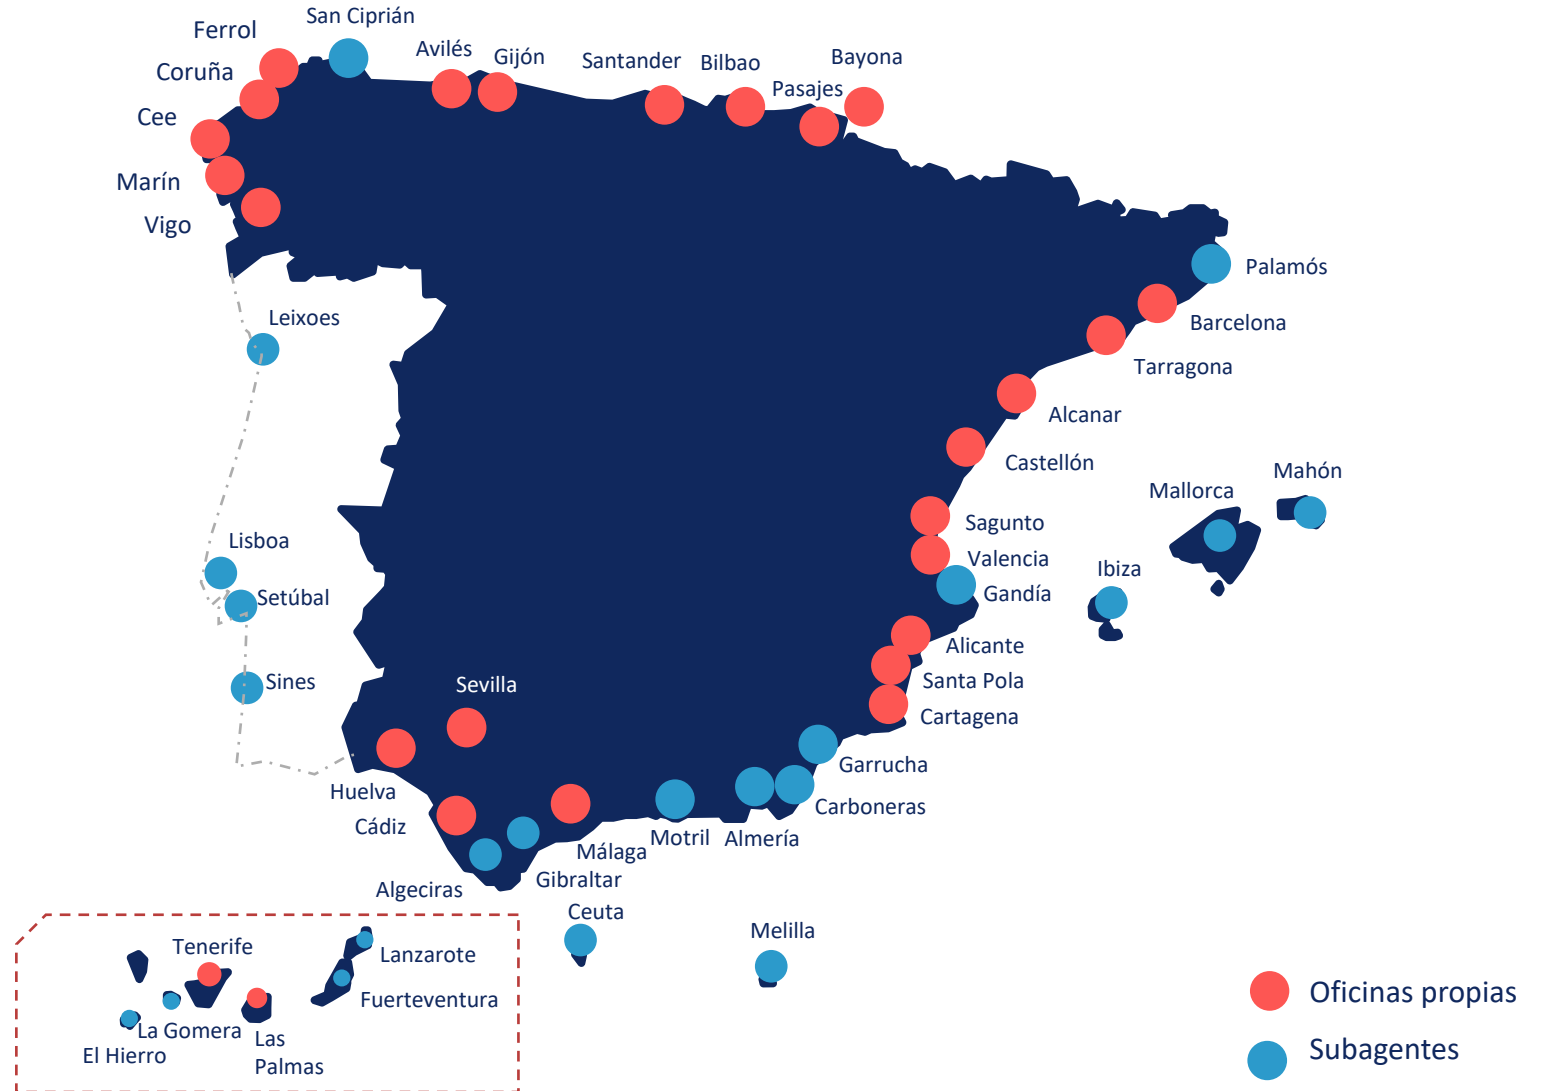 San Ciprián
Ferrol
Avilés
Gijón
Santander
Bilbao
Bayona
Coruña
Pasajes
Cee
Marín
Vigo
Palamós
Leixoes
Barcelona
Tarragona
Alcanar
Castellón
Mahón
Mallorca
Sagunto
Lisboa
Valencia
Ibiza
Setúbal
Gandía
Alicante
Sines
Sevilla
Santa Pola
Cartagena
Garrucha
Huelva
Carboneras
Cádiz
Motril
Almería
Málaga
Algeciras
Gibraltar
Ceuta
Melilla
Tenerife
Lanzarote
Fuerteventura
La Gomera
El Hierro
Las
Palmas
Oficinas propias
Subagentes